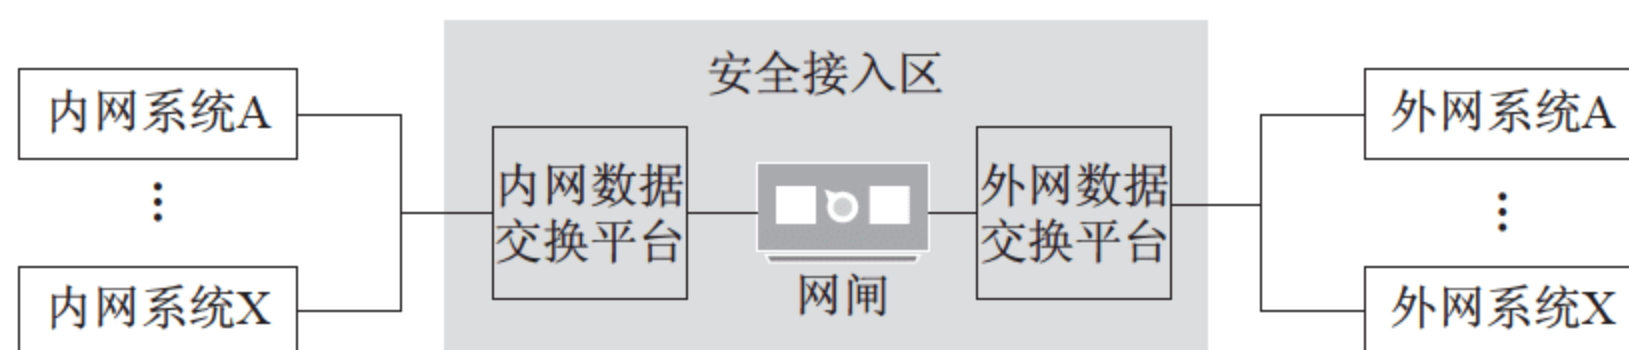 安全接入区
内网系统A
外网系统A
内网数据
交换平台
外网数据
交换平台
网闸
内网系统X
外网系统X